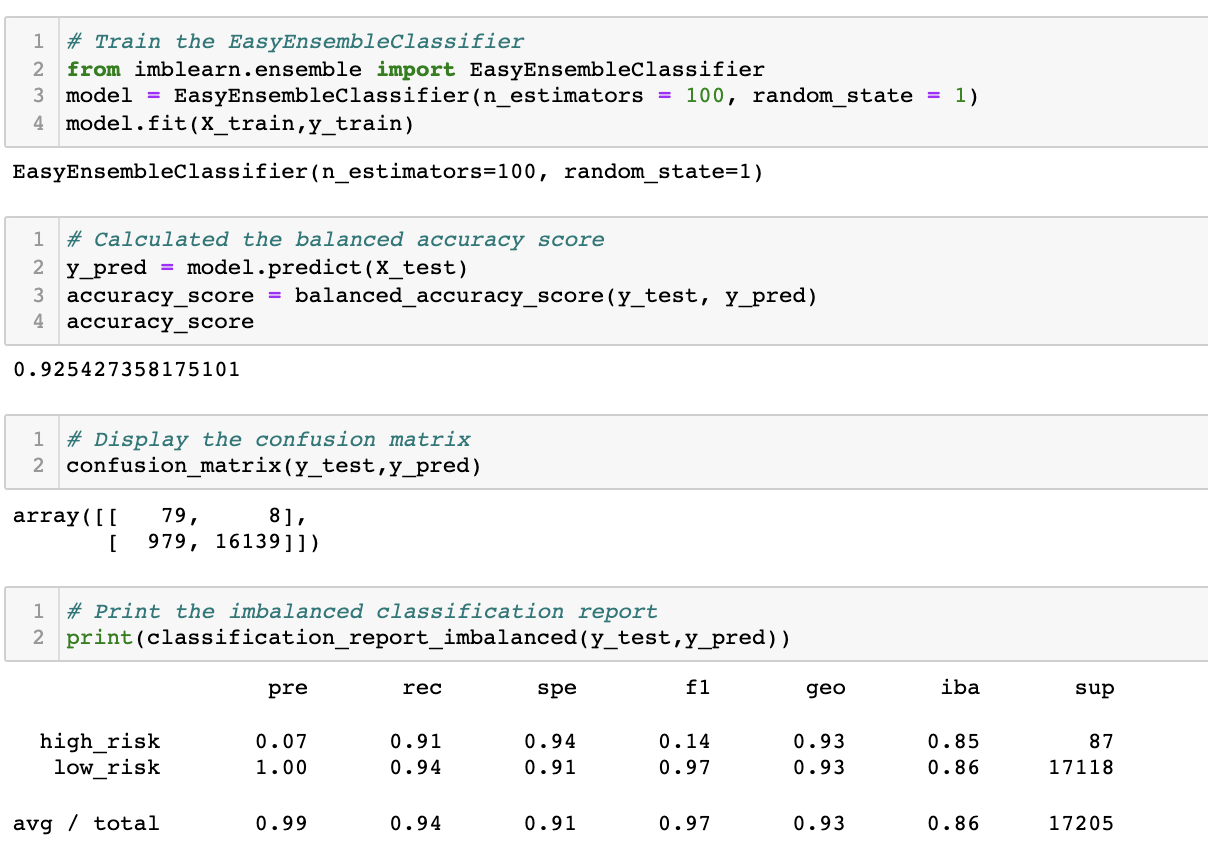 1 # Train the EasyEnsembleClassifier
2 from imblearn.ensemble import EasyEnsembleClassifier
3 model = EasyEnsembleClassifier(n_estimators = 100, random_state = 1)
4 model.fit(X_train,y_train)
EasyEnsembleClassifier(n_estimators=100, random_state=1)
1 # Calculated the balanced accuracy score
2 y_pred = model.predict(X_test)
3 accuracy_score = balanced_accuracy_score(y_test, y_pred)
4 accuracy_score
0.925427358175101
1 # Display the confusion matrix
2 confusion_matrix(y_test,y_pred)
array([[   79,     8],
       [  979, 16139]])
1 # Print the imbalanced classification report
2 print(classification_report_imbalanced(y_test,y_pred))
pre rec spe f1 geo iba sup
high_risk 0.07 0.91 0.94 0.14 0.93 0.85 87
low_risk 1.00 0.94 0.91 0.97 0.93 0.86 17118
avg / total 0.99 0.94 0.91 0.97 0.93 0.86 17205